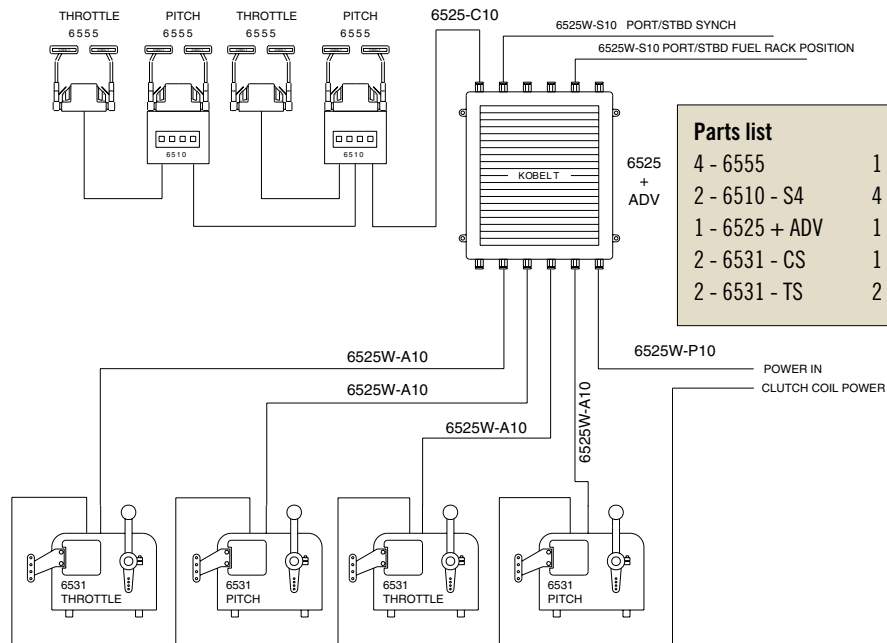 THROTTLE PITCH THROTTLE PITCH
6555 6555 6555 6555
6525-C10
6525W-S10 PORT/STBD SYNCH
6525W-S10 PORT/STBD FUEL RACK POSITION
6510 6510
KOBELT
6525
+
ADV
Parts list
4 - 6555 1
2 - 6510 - S4 4
1 - 6525 + ADV 1
2 - 6531 - CS 1
2 - 6531 - TS 2
6525W-A10
6525W-A10
6525W-A10
6525W-A10
6525W-P10
POWER IN
CLUTCH COIL POWER
6531
THROTTLE
6531
PITCH
6531
THROTTLE
6531
PITCH